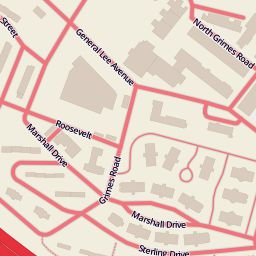 Street
General Lee Avenue
North Grimes Road
Roosevelt
Marshall Drive
Grimes Road
Marshall Drive
Sterling Drive